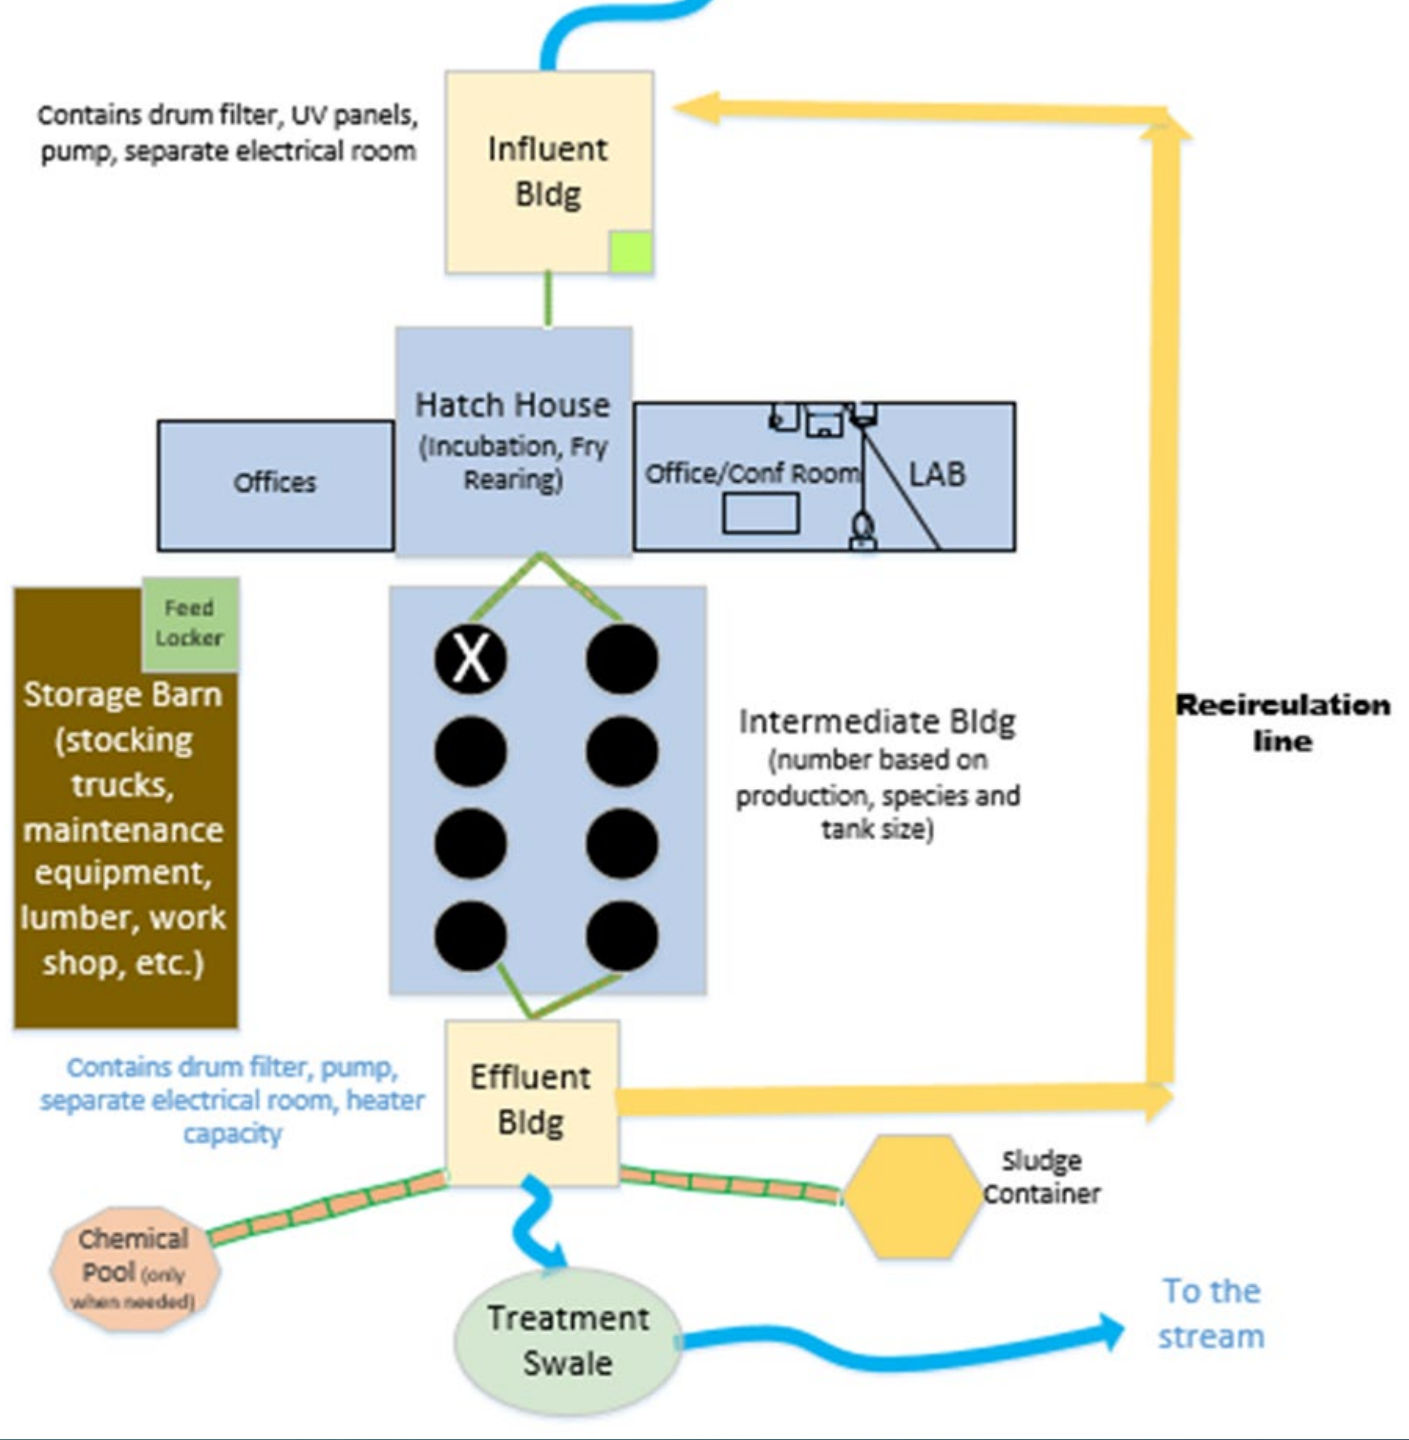 Contains drum filter, UV panels,
pump, separate electrical room
Influent
Bldg
Hatch House
(Incubation, Fry
Rearing)
Offices
Office/Conf Room
LAB
Feed
Locker
Storage Barn
(stocking
trucks,
maintenance
equipment,
lumber, work
shop, etc.)
X
Intermediate Bldg
(number based on
production, species and
tank size)
Recirculation
line
Contains drum filter, pump,
separate electrical room, heater
capacity
Effluent
Bldg
Sludge
Container
Chemical
Pool (only
when needed)
Treatment
Swale
To the
stream